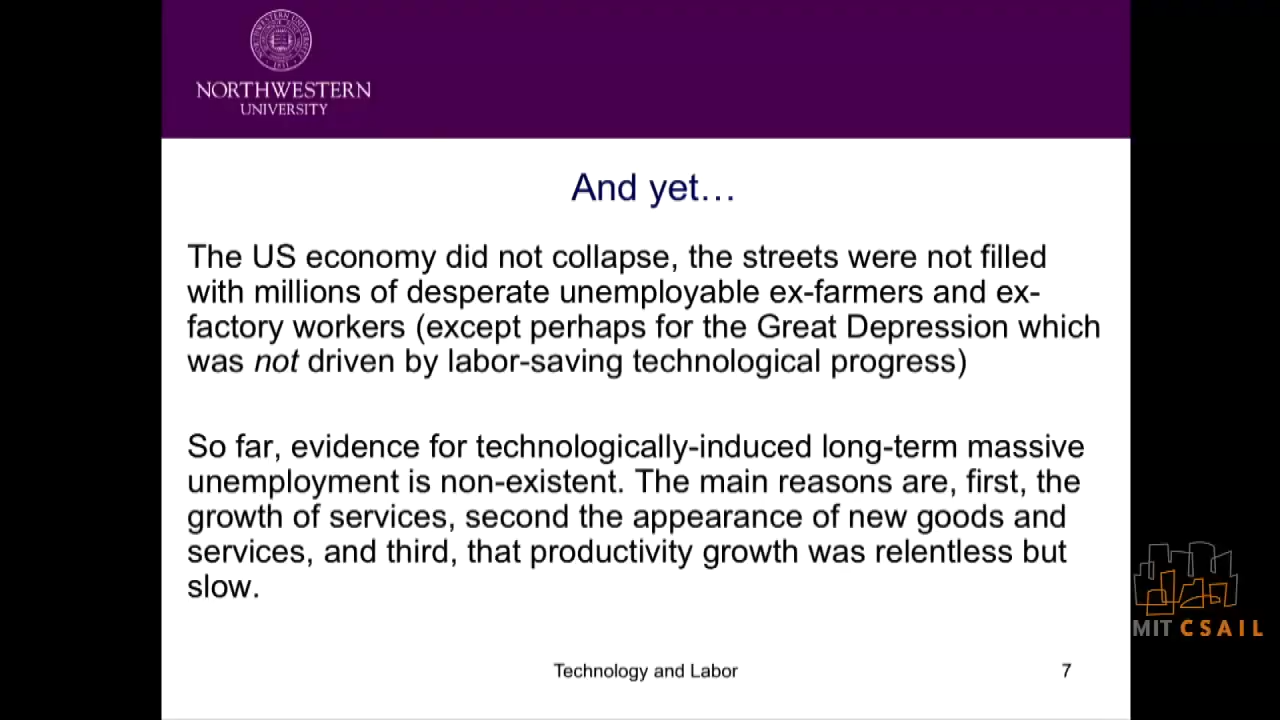 NORTHWESTERN
UNIVERSITY
And yet…
The US economy did not collapse, the streets were not filled
with millions of desperate unemployable ex-farmers and ex-
factory workers (except perhaps for the Great Depression which
was not driven by labor-saving technological progress)
So far, evidence for technologically-induced long-term massive
unemployment is non-existent. The main reasons are, first, the
growth of services, second the appearance of new goods and
services, and third, that productivity growth was relentless but
slow.
MIT CSAIL
Technology and Labor
7